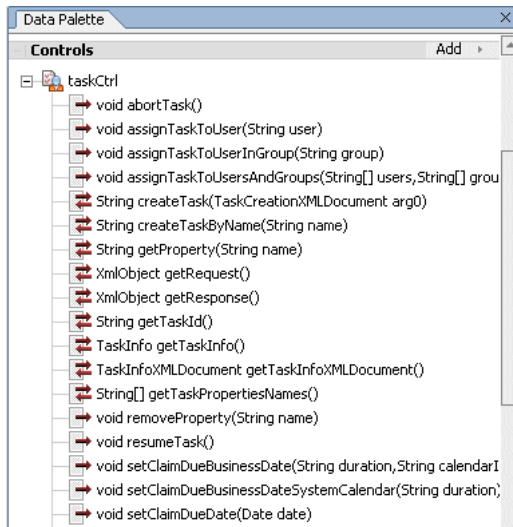 Data Palette
Controls Add
taskCtrl
void abortTask()
void assignTaskToUser(String user)
void assignTaskToUserInGroup(String group)
void assignTaskToUsersAndGroups(String[] users,String[] grou
String createTask(TaskCreationXMLDocument arg0)
String createTaskByName(String name)
String getProperty(String name)
XmlObject getRequest()
XmlObject getResponse()
String getTaskId()
TaskInfo getTaskInfo()
TaskInfoXMLDocument getTaskInfoXMLDocument()
String[] getTaskPropertiesNames()
void removeProperty(String name)
void resumeTask()
void setClaimDueBusinessDate(String duration,String calendarI
void setClaimDueBusinessDateSystemCalendar(String duration)
void setClaimDueDate(Date date)